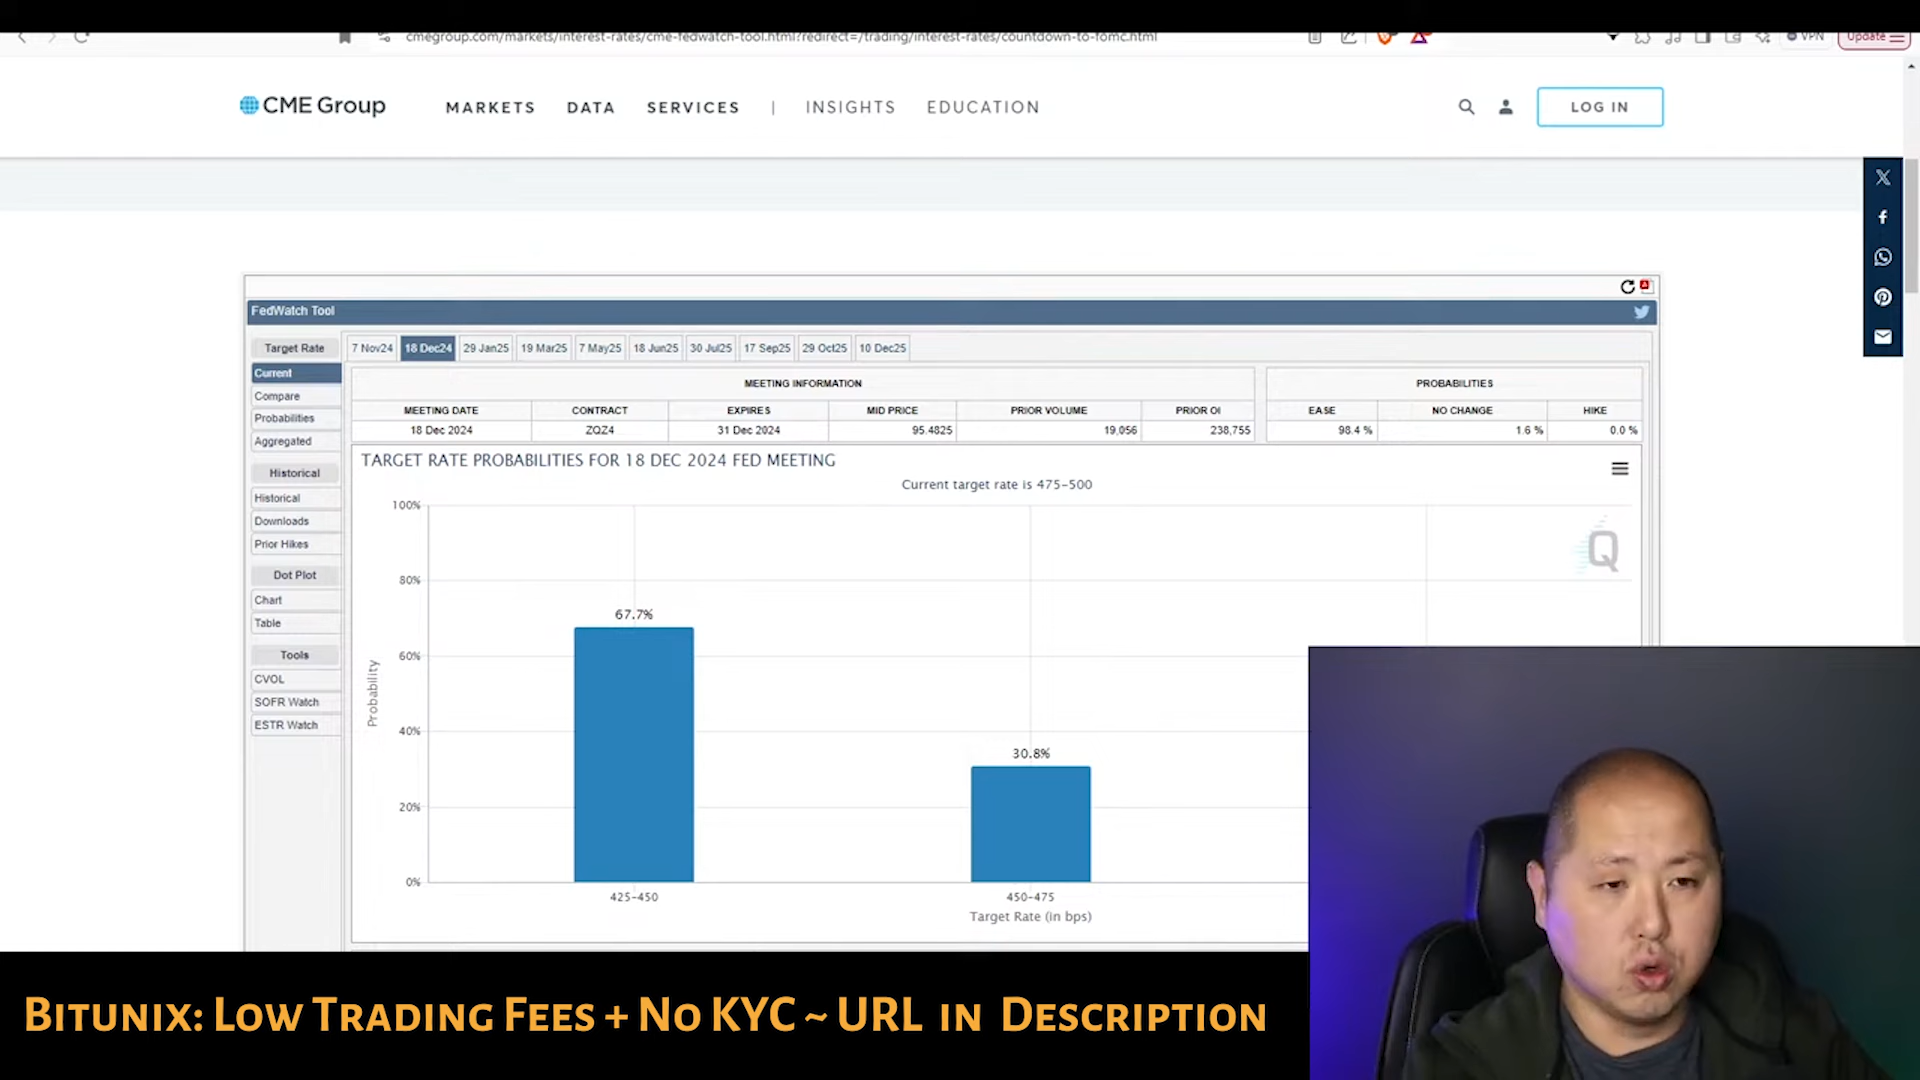 cmegroup.com/markets/interest-rates/cme-fedwatch-tool.html?redirect=/trading/interest-rates/countdown-to-fomc.html
VPN
Update
CME Group
MARKETS
DATA
SERVICES
|
INSIGHTS
EDUCATION
LOG IN
FedWatch Tool
Target Rate
Current
Compare
Probabilities
Aggregated
Historical
Historical
Downloads
Prior Hikes
Dot Plot
Chart
Table
Tools
CVOL
SOFR Watch
ESTR Watch
7 Nov24
18 Dec24
29 Jan25
19 Mar25
7 May25
18 Jun25
30 Jul25
17 Sep25
29 Oct25
10 Dec25
MEETING INFORMATION
MEETING DATE CONTRACT EXPIRES MID PRICE PRIOR VOLUME PRIOR OI
18 Dec 2024 ZQZ4 31 Dec 2024 95.4825 19,056 238,755
PROBABILITIES
EASE NO CHANGE HIKE
98.4 % 1.6 % 0.0 %
TARGET RATE PROBABILITIES FOR 18 DEC 2024 FED MEETING
Current target rate is 475-500
Q
Probability
100%
80%
60%
40%
20%
0%
67.7%
30.8%
425-450
450-475
Target Rate (in bps)
Bitunix: Low Trading Fees + No KYC ~ URL in Description